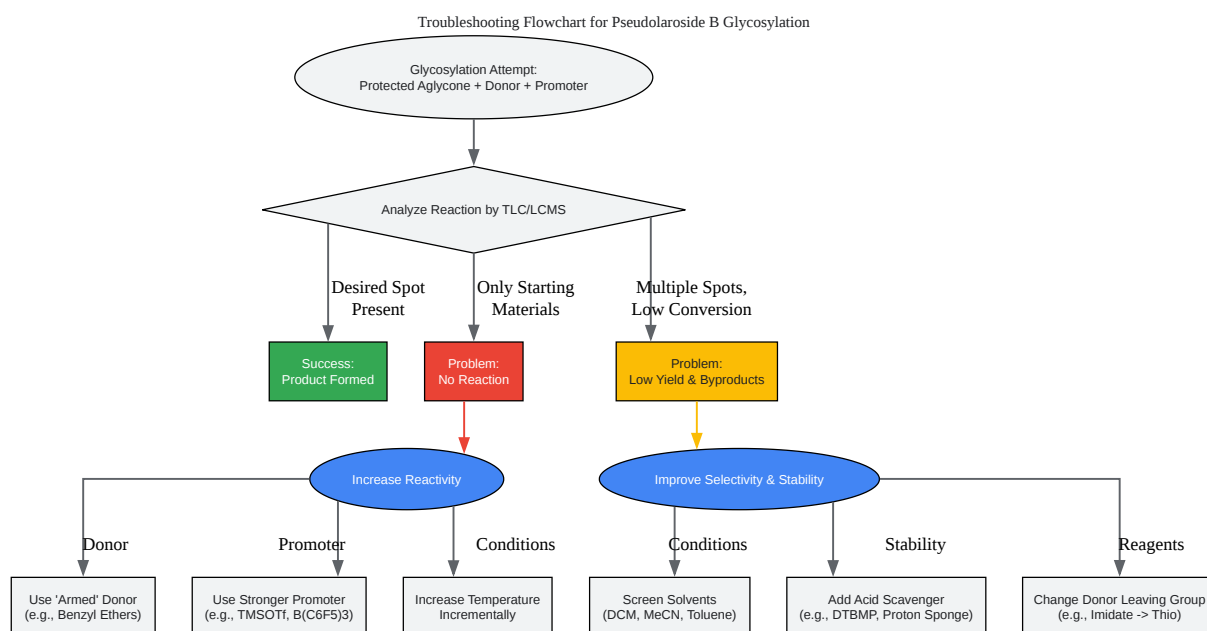 Troubleshooting Flowchart for Pseudolaroside B Glycosylation
Glycosylation Attempt:
Protected Aglycone + Donor + Promoter
Analyze Reaction by TLC/LCMS
Desired Spot
Present
Only Starting
Materials
Multiple Spots,
Low Conversion
Success:
Product Formed
Problem:
No Reaction
Problem:
Low Yield & Byproducts
Increase Reactivity
Improve Selectivity & Stability
Donor
Promoter
Conditions
Conditions
Stability
Reagents
Use 'Armed' Donor
(e.g., Benzyl Ethers)
Use Stronger Promoter
(e.g., TMSOTf, B(C6F5)3)
Increase Temperature
Incrementally
Screen Solvents
(DCM, MeCN, Toluene)
Add Acid Scavenger
(e.g., DTBMP, Proton Sponge)
Change Donor Leaving Group
(e.g., Imidate -> Thio)